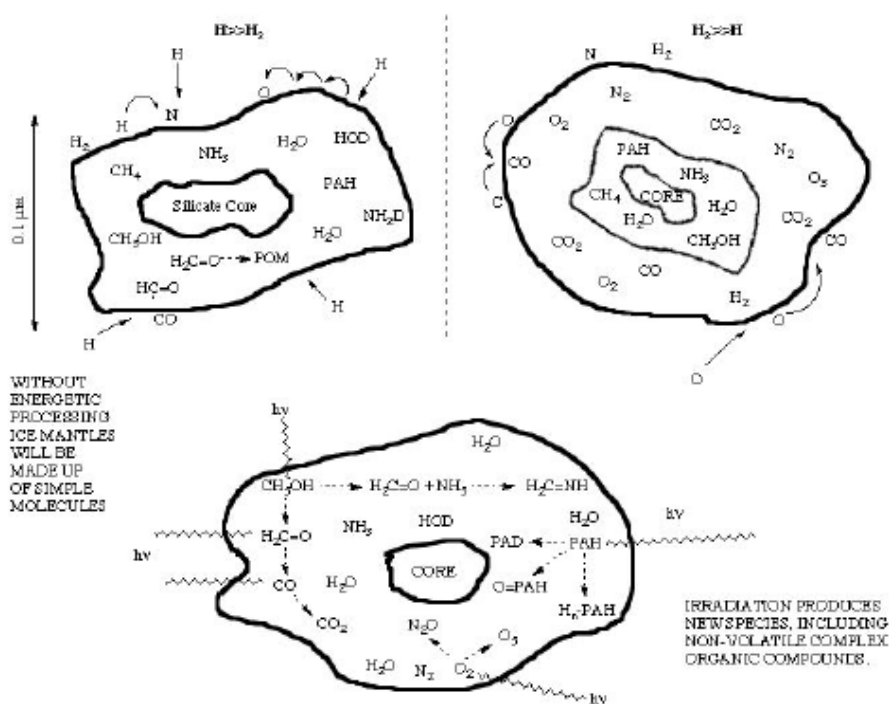 H>>H₂
H₂>>H
H
H
O
H
N
H
H₂
H₂O
HOD
NH₃
CH₄
PAH
Silicate Core
NH₂D
CH₃OH
H₂O
H₂C=O
POM
HC=O
H
CO
H
0.1 μm
N
H₂
N₂
O
O₂
CO₂
CO
PAH
N₂
NH₃
O₃
C
CH₄
CORE
H₂O
H₂O
CO₂
CH₃OH
CO₂
CO
CO
O₂
H₂
O
O
WITHOUT
ENERGETIC
PROCESSING
ICE MANTLES
WILL BE
MADE UP
OF SIMPLE
MOLECULES
hν
H₂O
CH₃OH
H₂C=O + NH₃
H₂C=NH
H₂O
hν
H₂C=O
NH₃
HOD
PAD
PAH
hν
CORE
CO
H₂O
O=PAH
Hₙ-PAH
CO₂
N₂O
O₃
H₂O
N₂
O₂
hν
IRRADIATION PRODUCES
NEW SPECIES, INCLUDING
NON-VOLATILE COMPLEX
ORGANIC COMPOUNDS.